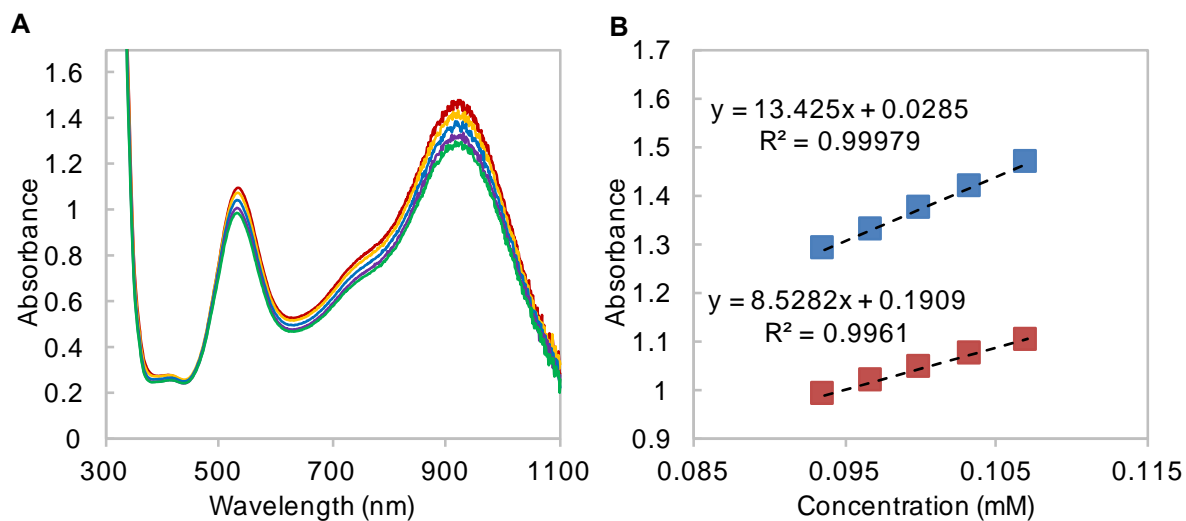 A
Absorbance
1.6
1.4
1.2
1
0.8
0.6
0.4
0.2
0
300 500 700 900 1100
Wavelength (nm)
B
Absorbance
1.7
1.6
1.5
1.4
1.3
1.2
1.1
1.0
0.9
y = 13.425x + 0.0285
R² = 0.99979
y = 8.5282x + 0.1909
R² = 0.9961
0.085 0.095 0.105 0.115
Concentration (mM)